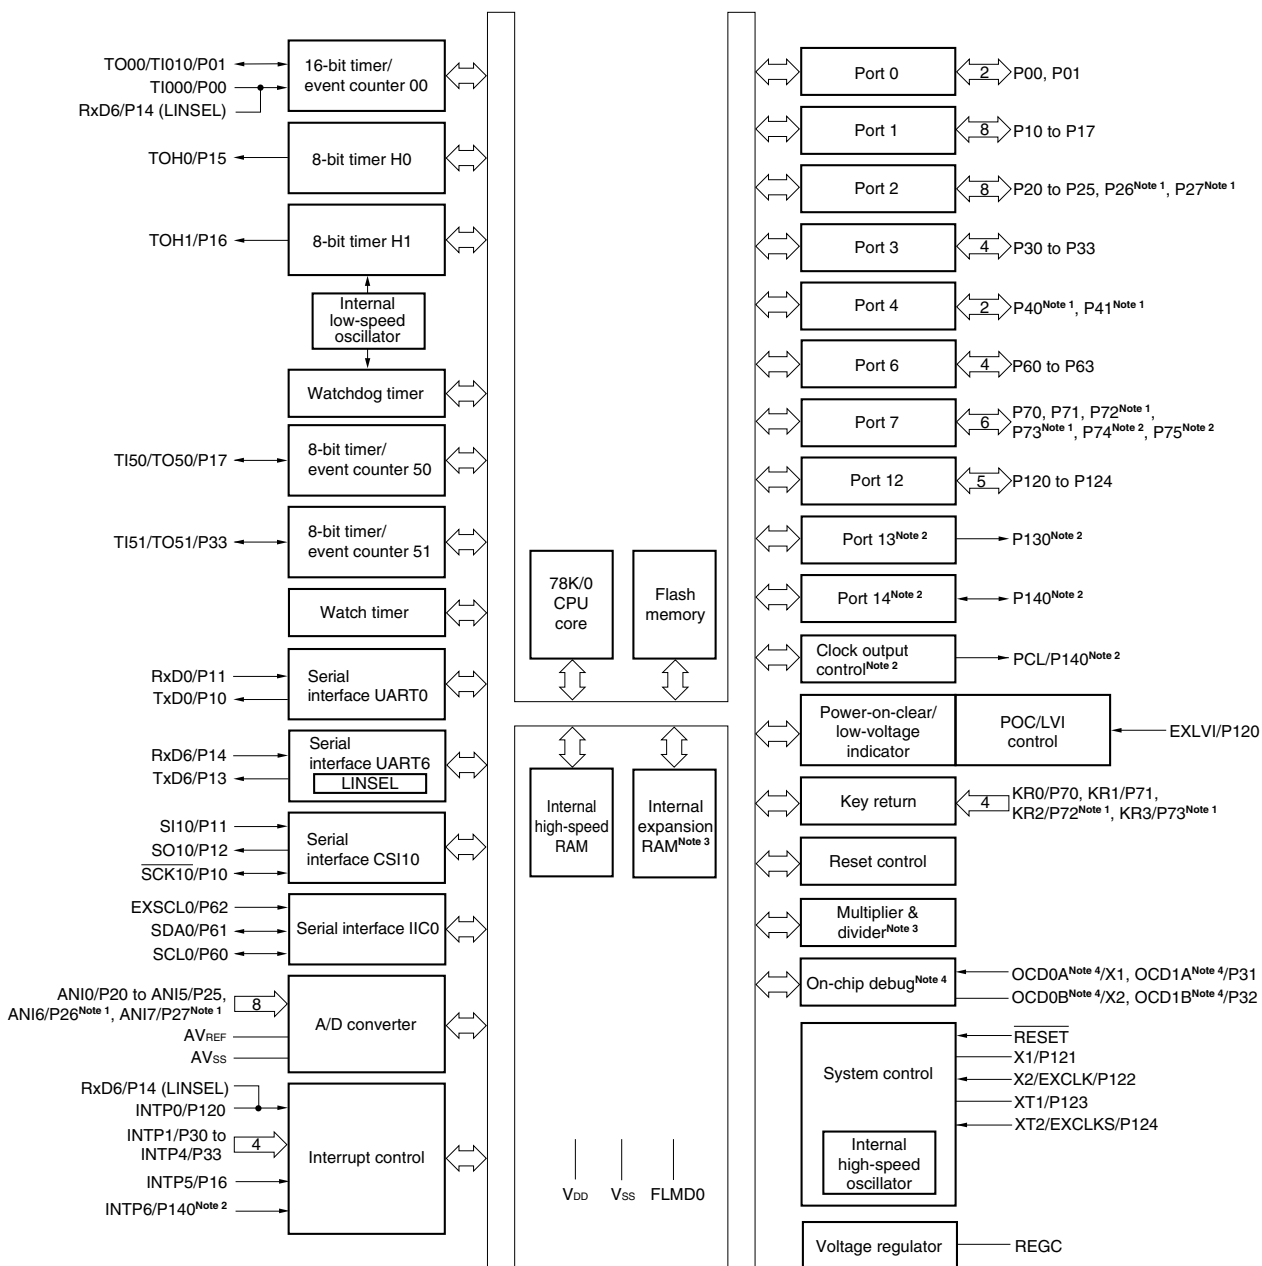 TO00/TI010/P01
TI000/P00
RxD6/P14 (LINSEL)
16-bit timer/
event counter 00
TOH0/P15
8-bit timer H0
TOH1/P16
8-bit timer H1
Internal
low-speed
oscillator
Watchdog timer
TI50/TO50/P17
8-bit timer/
event counter 50
TI51/TO51/P33
8-bit timer/
event counter 51
Watch timer
RxD0/P11
TxD0/P10
Serial
interface UART0
RxD6/P14
TxD6/P13
Serial
interface UART6
LINSEL
SI10/P11
SO10/P12
SCK10/P10
Serial
interface CSI10
EXSCL0/P62
SDA0/P61
SCL0/P60
Serial interface IIC0
ANI0/P20 to ANI5/P25,
ANI6/P26Note 1, ANI7/P27Note 1
8
AVREF
AVSS
A/D converter
RxD6/P14 (LINSEL)
INTP0/P120
INTP1/P30 to
INTP4/P33
4
INTP5/P16
INTP6/P140Note 2
Interrupt control
78K/0
CPU
core
Flash
memory
Internal
high-speed
RAM
Internal
expansion
RAMNote 3
VDD
VSS
FLMD0
Port 0
2
P00, P01
Port 1
8
P10 to P17
Port 2
8
P20 to P25, P26Note 1, P27Note 1
Port 3
4
P30 to P33
Port 4
2
P40Note 1, P41Note 1
Port 6
4
P60 to P63
Port 7
6
P70, P71, P72Note 1,
P73Note 1, P74Note 2, P75Note 2
Port 12
5
P120 to P124
Port 13Note 2
P130Note 2
Port 14Note 2
P140Note 2
Clock output
controlNote 2
PCL/P140Note 2
Power-on-clear/
low-voltage
indicator
POC/LVI
control
EXLVI/P120
Key return
4
KR0/P70, KR1/P71,
KR2/P72Note 1, KR3/P73Note 1
Reset control
Multiplier &
dividerNote 3
On-chip debugNote 4
OCD0ANote 4/X1, OCD1ANote 4/P31
OCD0BNote 4/X2, OCD1BNote 4/P32
System control
RESET
X1/P121
X2/EXCLK/P122
XT1/P123
XT2/EXCLKS/P124
Internal
high-speed
oscillator
Voltage regulator
REGC